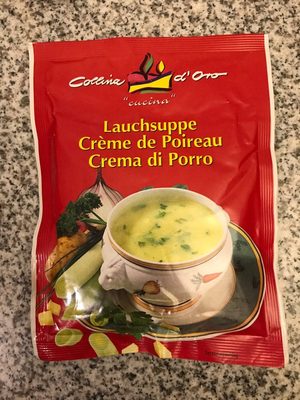 Collina d'Oro
"cucina"
Lauchsuppe
Crème de Poireau
Crema di Porro